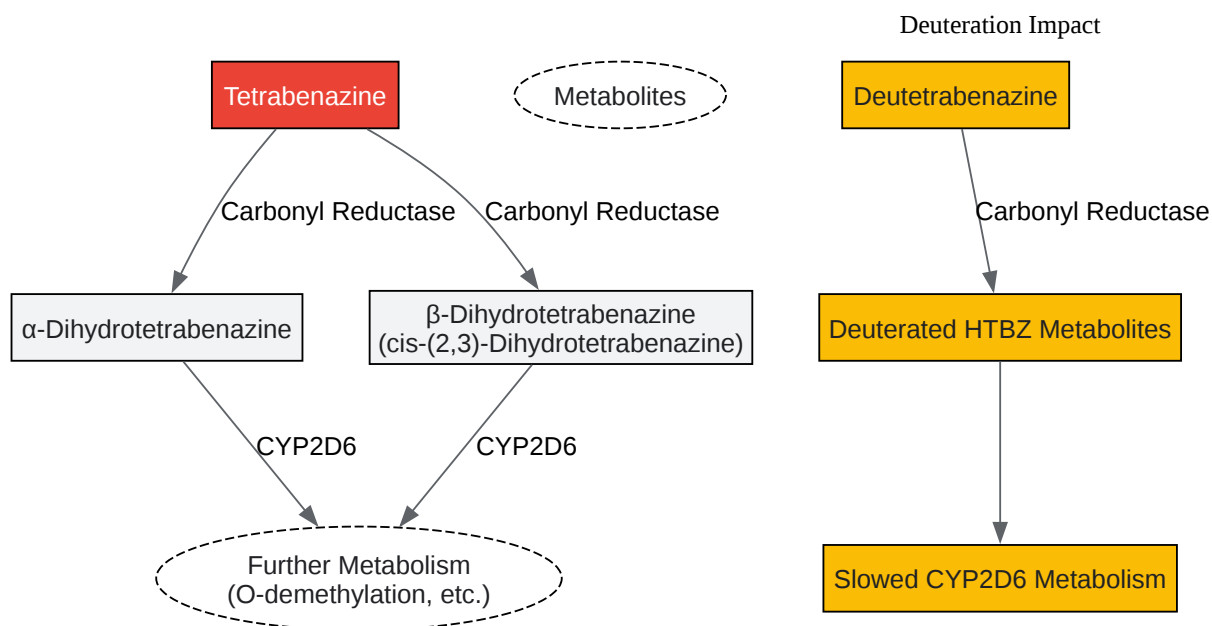 Deuteration Impact
Tetrabenazine
Metabolites
Deutetrabenazine
Carbonyl Reductase
Carbonyl Reductase
Carbonyl Reductase
α-Dihydrotetrabenazine
β-Dihydrotetrabenazine
(cis-(2,3)-Dihydrotetrabenazine)
Deuterated HTBZ Metabolites
CYP2D6
CYP2D6
Further Metabolism
(O-demethylation, etc.)
Slowed CYP2D6 Metabolism